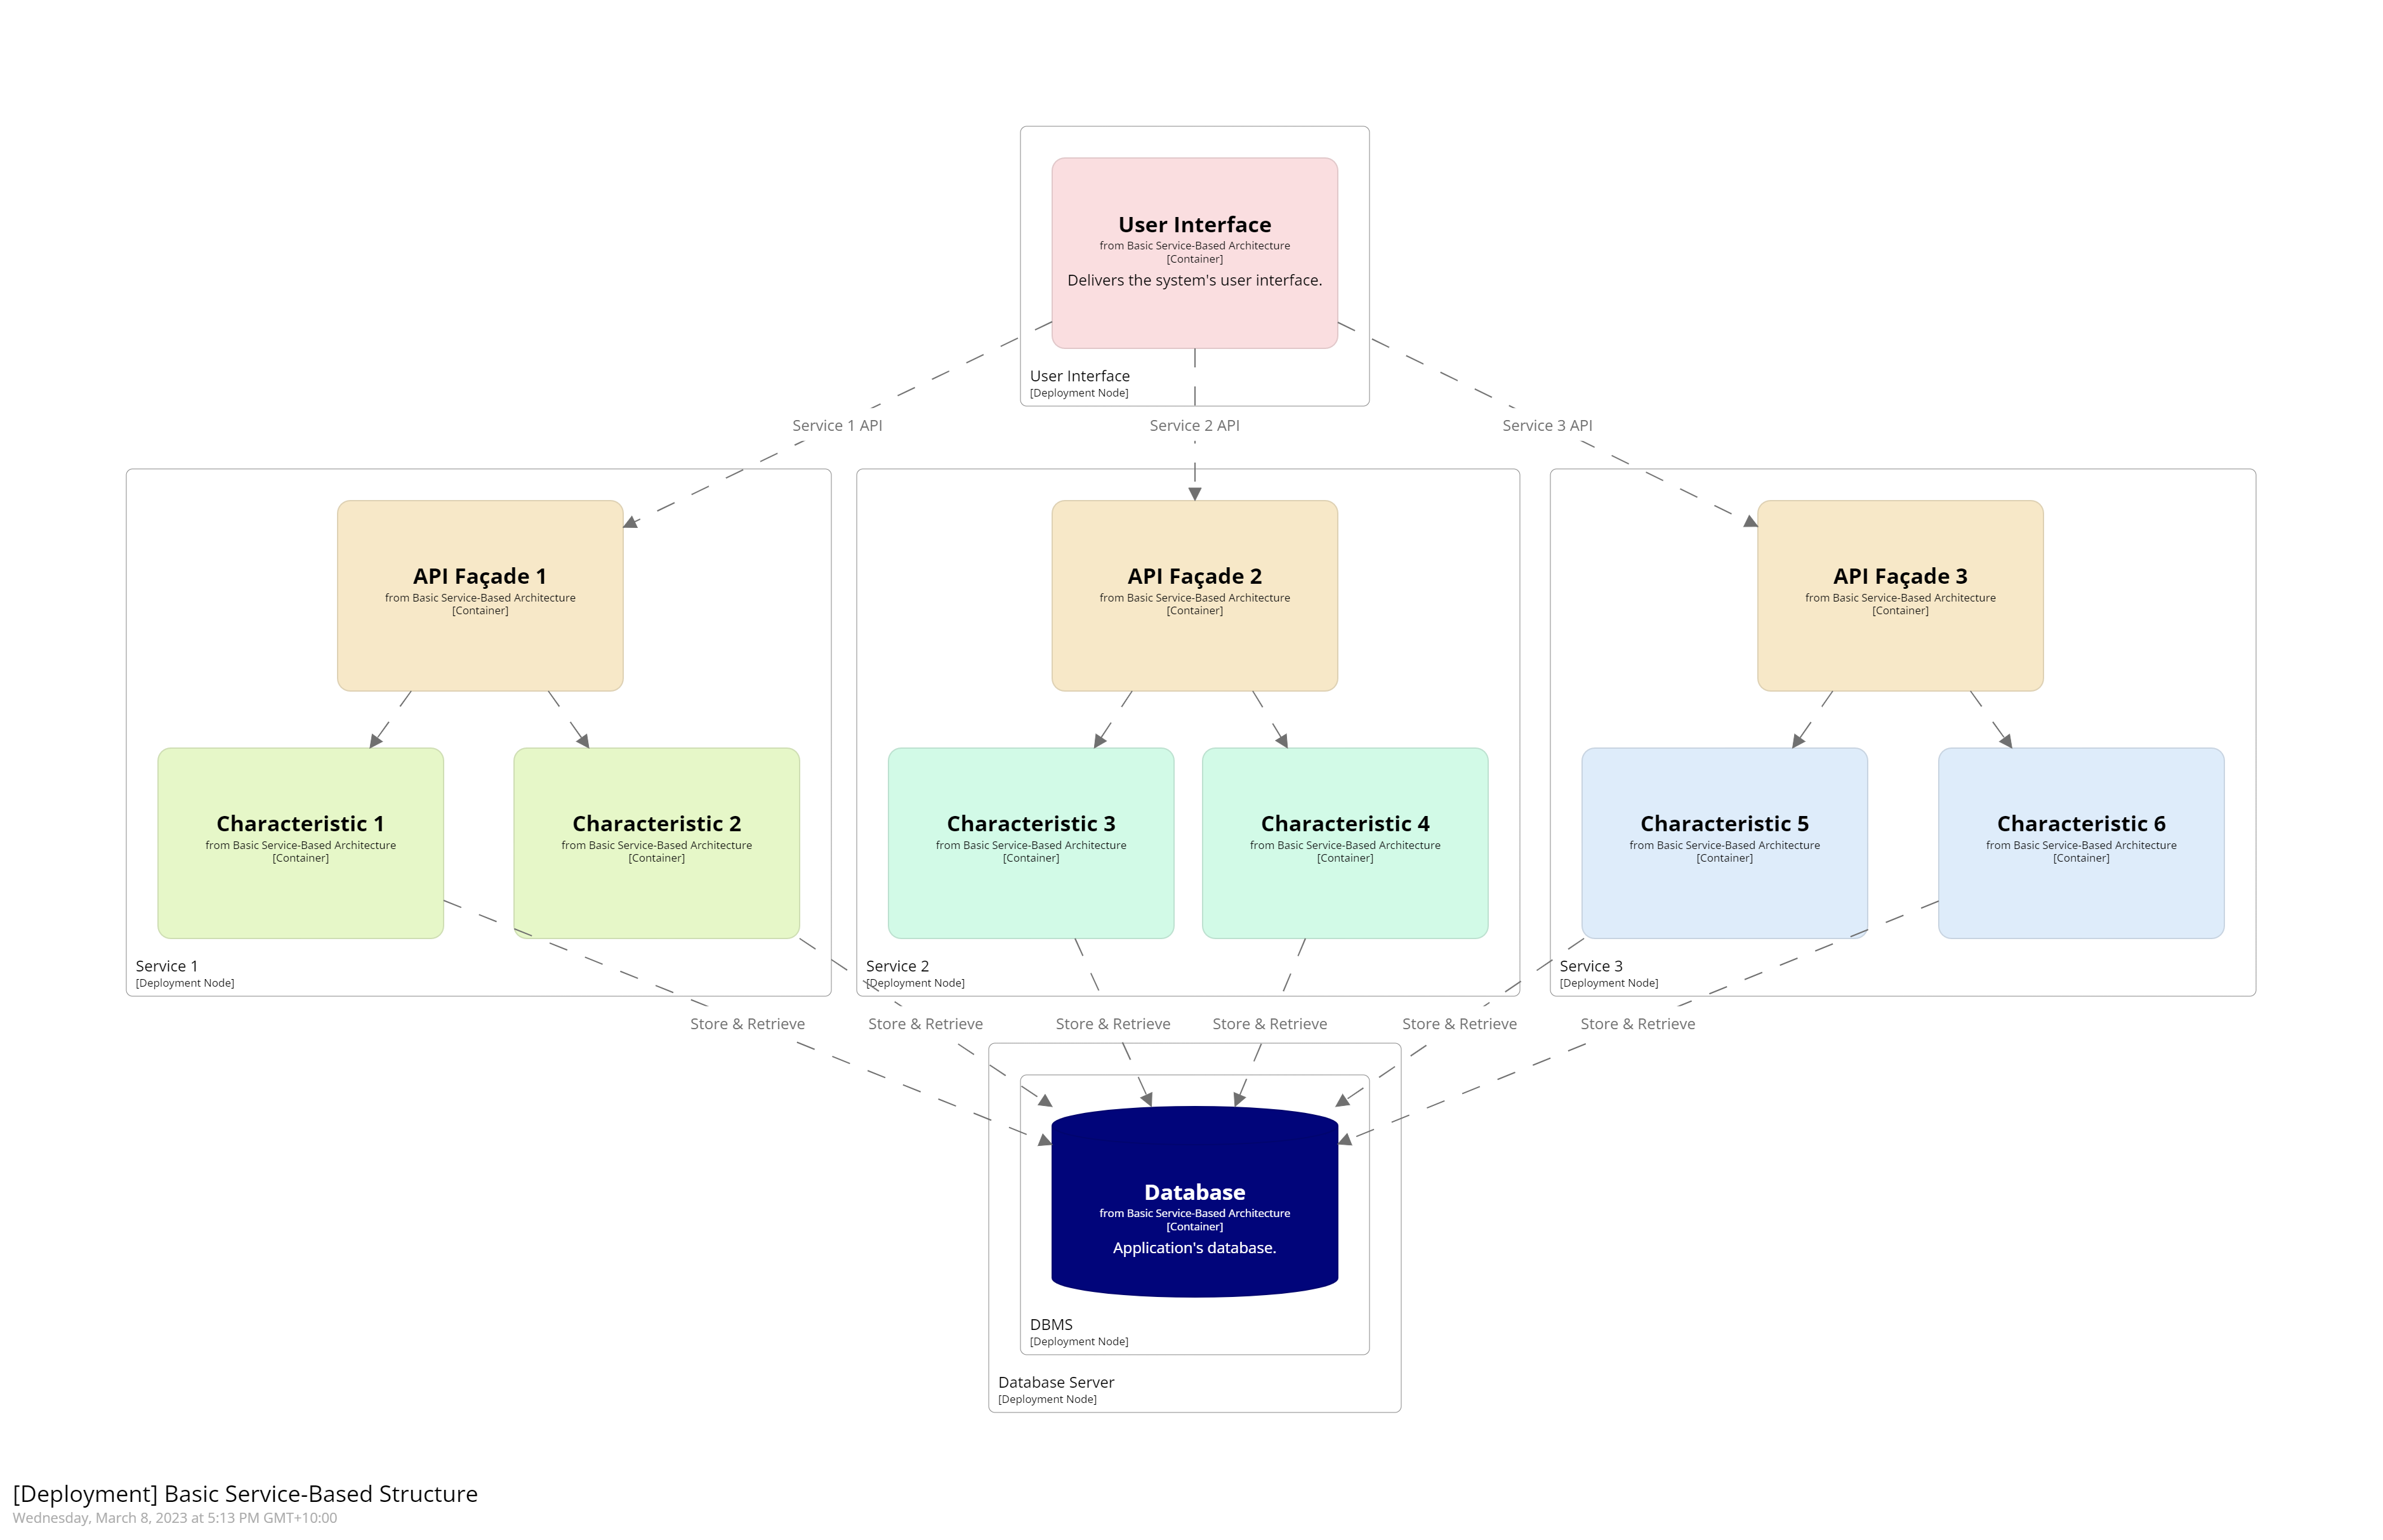 User Interface
from Basic Service-Based Architecture
[Container]
Delivers the system's user interface.
User Interface
[Deployment Node]
Service 1 API
Service 2 API
Service 3 API
API Façade 1
from Basic Service-Based Architecture
[Container]
API Façade 2
from Basic Service-Based Architecture
[Container]
API Façade 3
from Basic Service-Based Architecture
[Container]
Characteristic 1
from Basic Service-Based Architecture
[Container]
Characteristic 2
from Basic Service-Based Architecture
[Container]
Characteristic 3
from Basic Service-Based Architecture
[Container]
Characteristic 4
from Basic Service-Based Architecture
[Container]
Characteristic 5
from Basic Service-Based Architecture
[Container]
Characteristic 6
from Basic Service-Based Architecture
[Container]
Service 1
[Deployment Node]
Service 2
[Deployment Node]
Service 3
[Deployment Node]
Store & Retrieve
Store & Retrieve
Store & Retrieve
Store & Retrieve
Store & Retrieve
Store & Retrieve
Database
from Basic Service-Based Architecture
[Container]
Application's database.
DBMS
[Deployment Node]
Database Server
[Deployment Node]
[Deployment] Basic Service-Based Structure
Wednesday, March 8, 2023 at 5:13 PM GMT+10:00